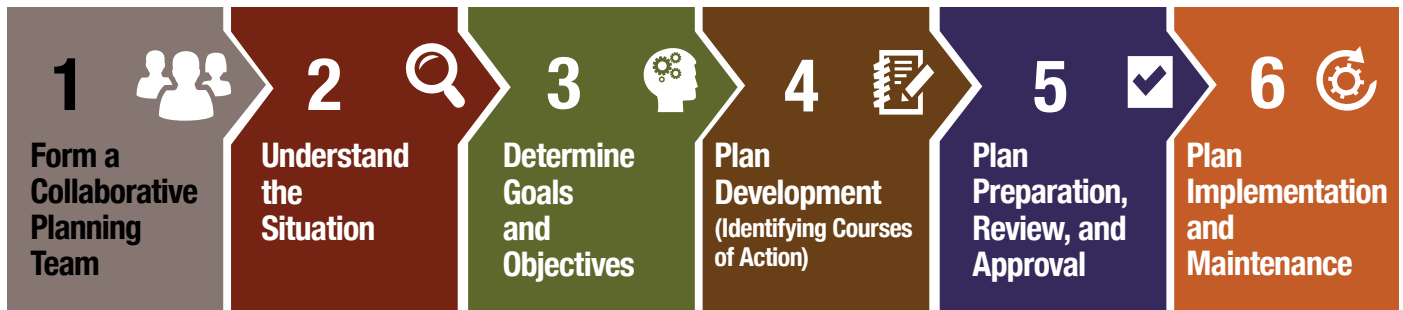 1
Form a
Collaborative
Planning
Team
2
Understand
the
Situation
3
Determine
Goals
and
Objectives
4
Plan
Development
(Identifying Courses
of Action)
5
Plan
Preparation,
Review, and
Approval
6
Plan
Implementation
and
Maintenance